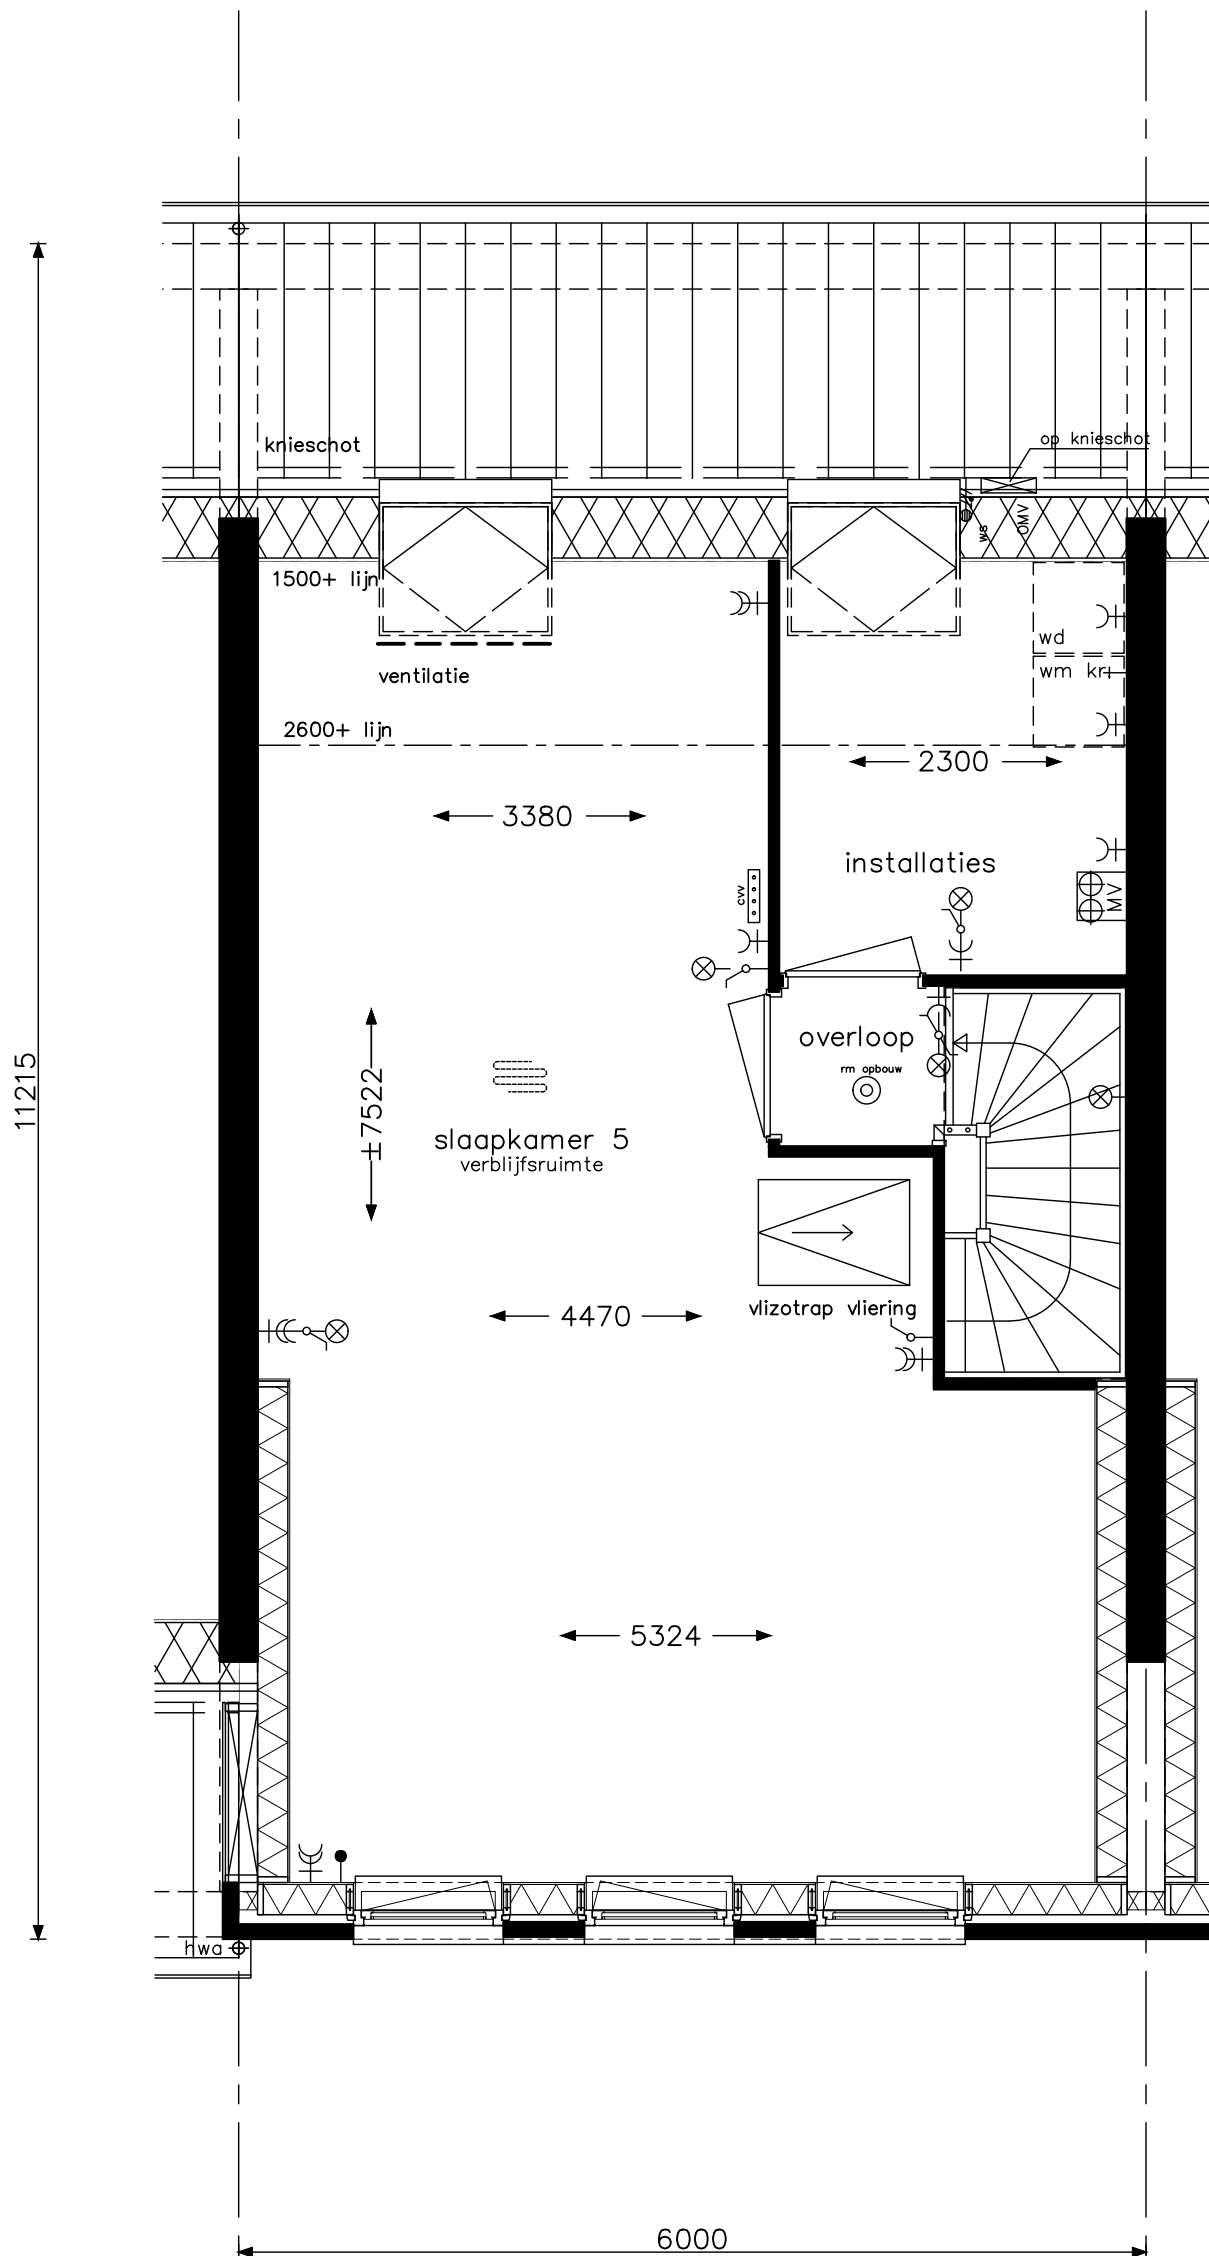 knieschot
op knieschot
ws
OMV
1500+ lijn
wd
ventilatie
wm kr.
2600+ lijn
2300
3380
installaties
cvv
MV
overloop
rm opbouw
11215
±7522
slaapkamer 5
verblijfsruimte
vlizotrap vliering
4470
5324
hwa
6000